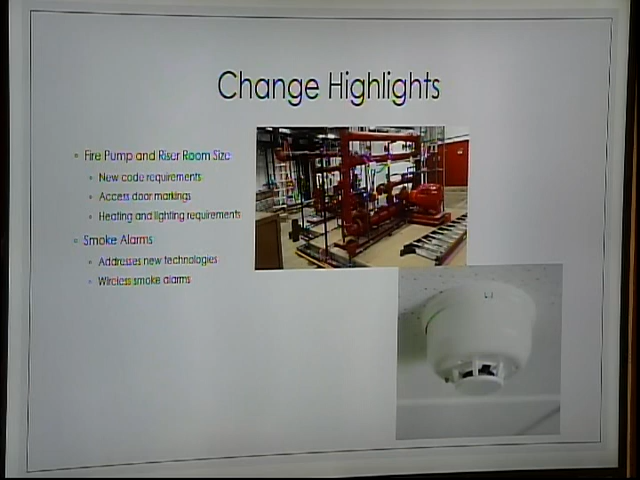 Change Highlights
Fire Pump and Riser Room Size
New code requirements
Access door markings
Heating and lighting requirements
Smoke Alarms
Addresses new technologies
Wireless smoke alarms